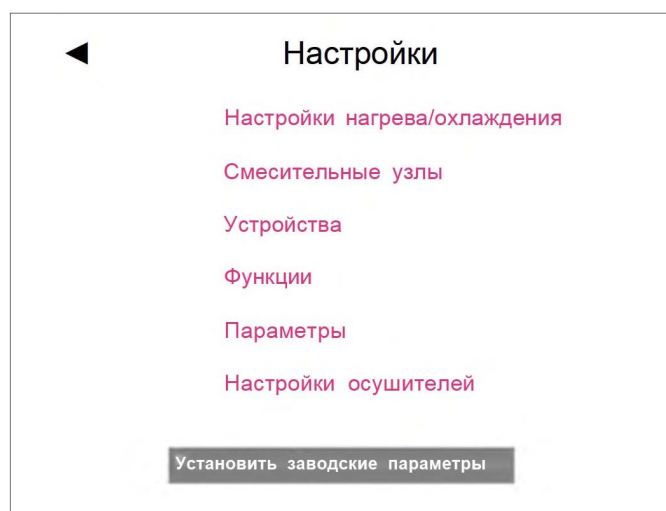 Настройки
Настройки нагрева/охлаждения
Смесительные узлы
Устройства
Функции
Параметры
Настройки осушителей
Установить заводские параметры